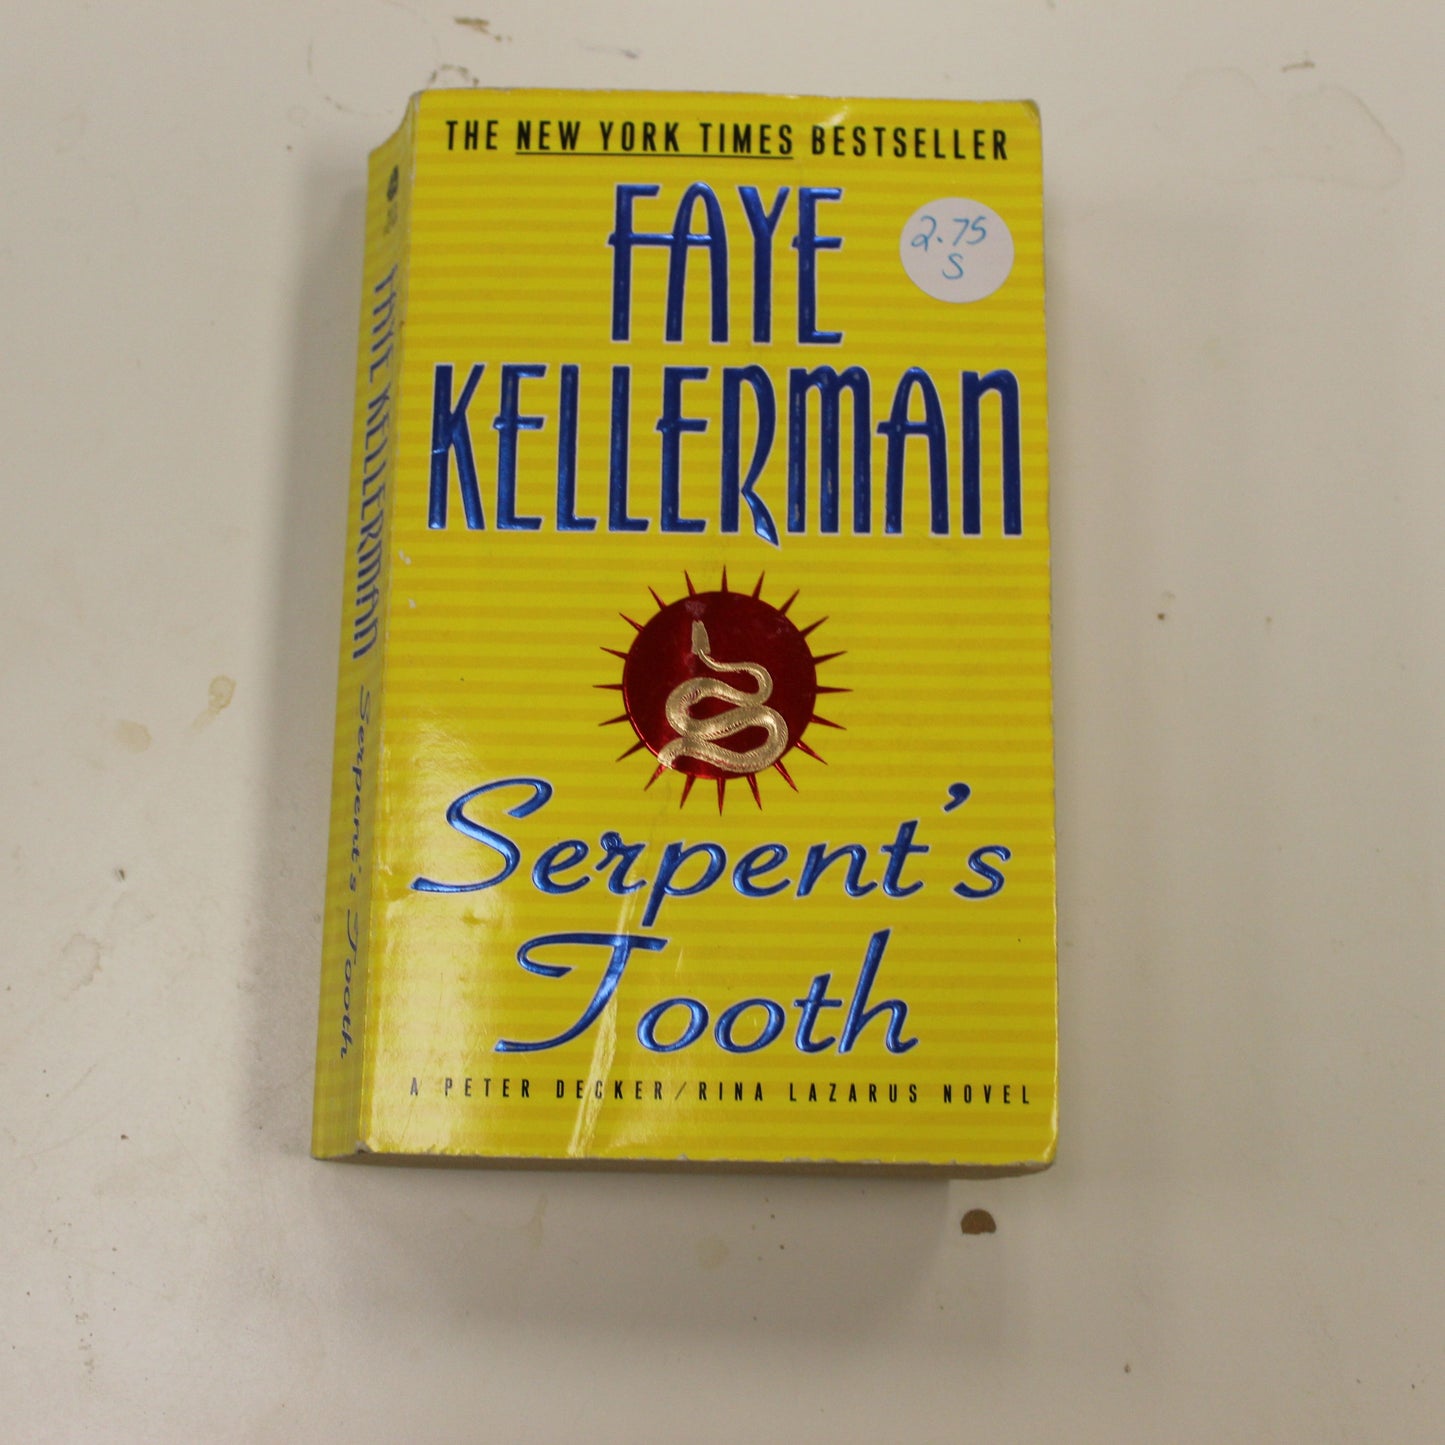 THE NEW YORK TIMES BESTSELLER
FAYE
KELLERMAN
2.75
S
Serpent's
Tooth
A PETER DECKER/RINA LAZARUS NOVEL
FAYE KELLERMAN Serpent's Tooth